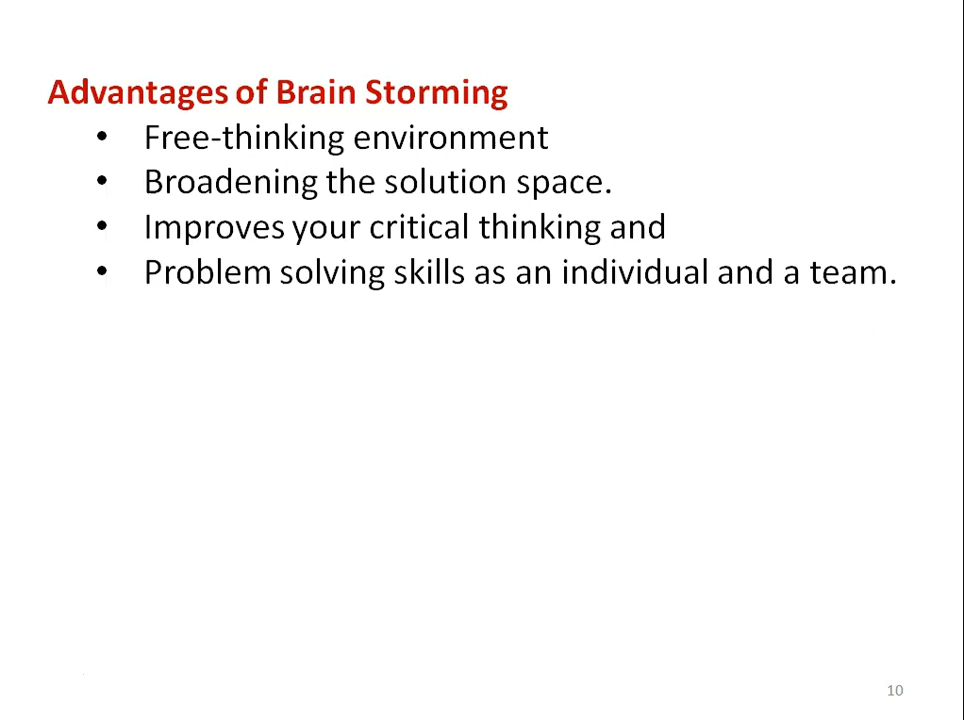 Advantages of Brain Storming
• Free-thinking environment
• Broadening the solution space.
• Improves your critical thinking and
• Problem solving skills as an individual and a team.
10